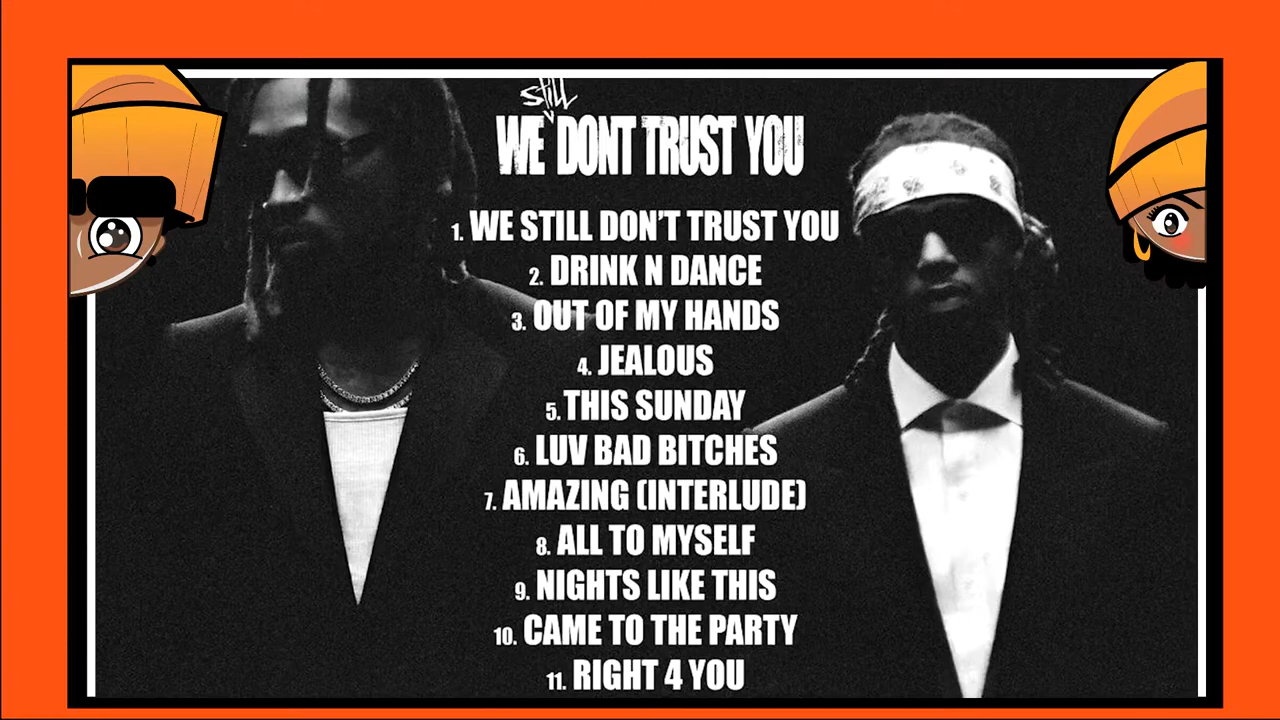 still
WE ˅ DONT TRUST YOU
1. WE STILL DON'T TRUST YOU
2. DRINK N DANCE
3. OUT OF MY HANDS
4. JEALOUS
5. THIS SUNDAY
6. LUV BAD BITCHES
7. AMAZING (INTERLUDE)
8. ALL TO MYSELF
9. NIGHTS LIKE THIS
10. CAME TO THE PARTY
11. RIGHT 4 YOU